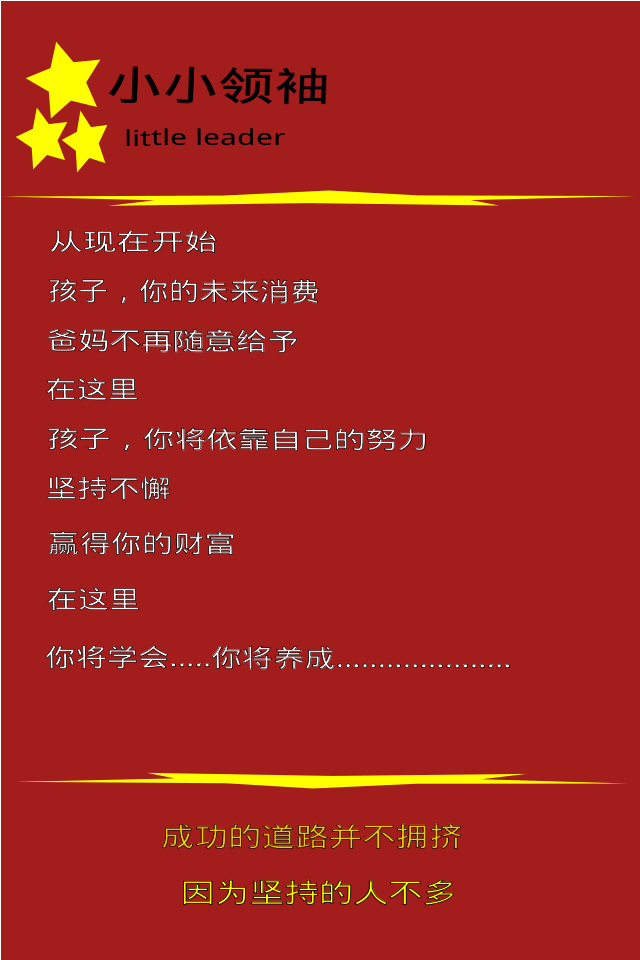 小小领袖
little leader
从现在开始
孩子，你的未来消费
爸妈不再随意给予
在这里
孩子，你将依靠自己的努力
坚持不懈
赢得你的财富
在这里
你将学会.....你将养成.....................
成功的道路并不拥挤
因为坚持的人不多